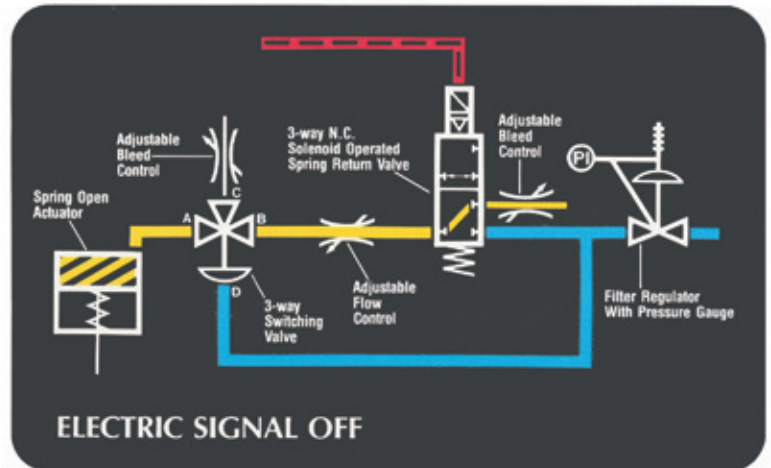 3-way N.C.
Solenoid Operated
Spring Return Valve
Adjustable
Bleed
Control
Adjustable
Bleed
Control
PI
Spring Open
Actuator
C
A
B
D
3-way
Switching
Valve
Adjustable
Flow
Control
Filter Regulator
With Pressure Gauge
ELECTRIC SIGNAL OFF